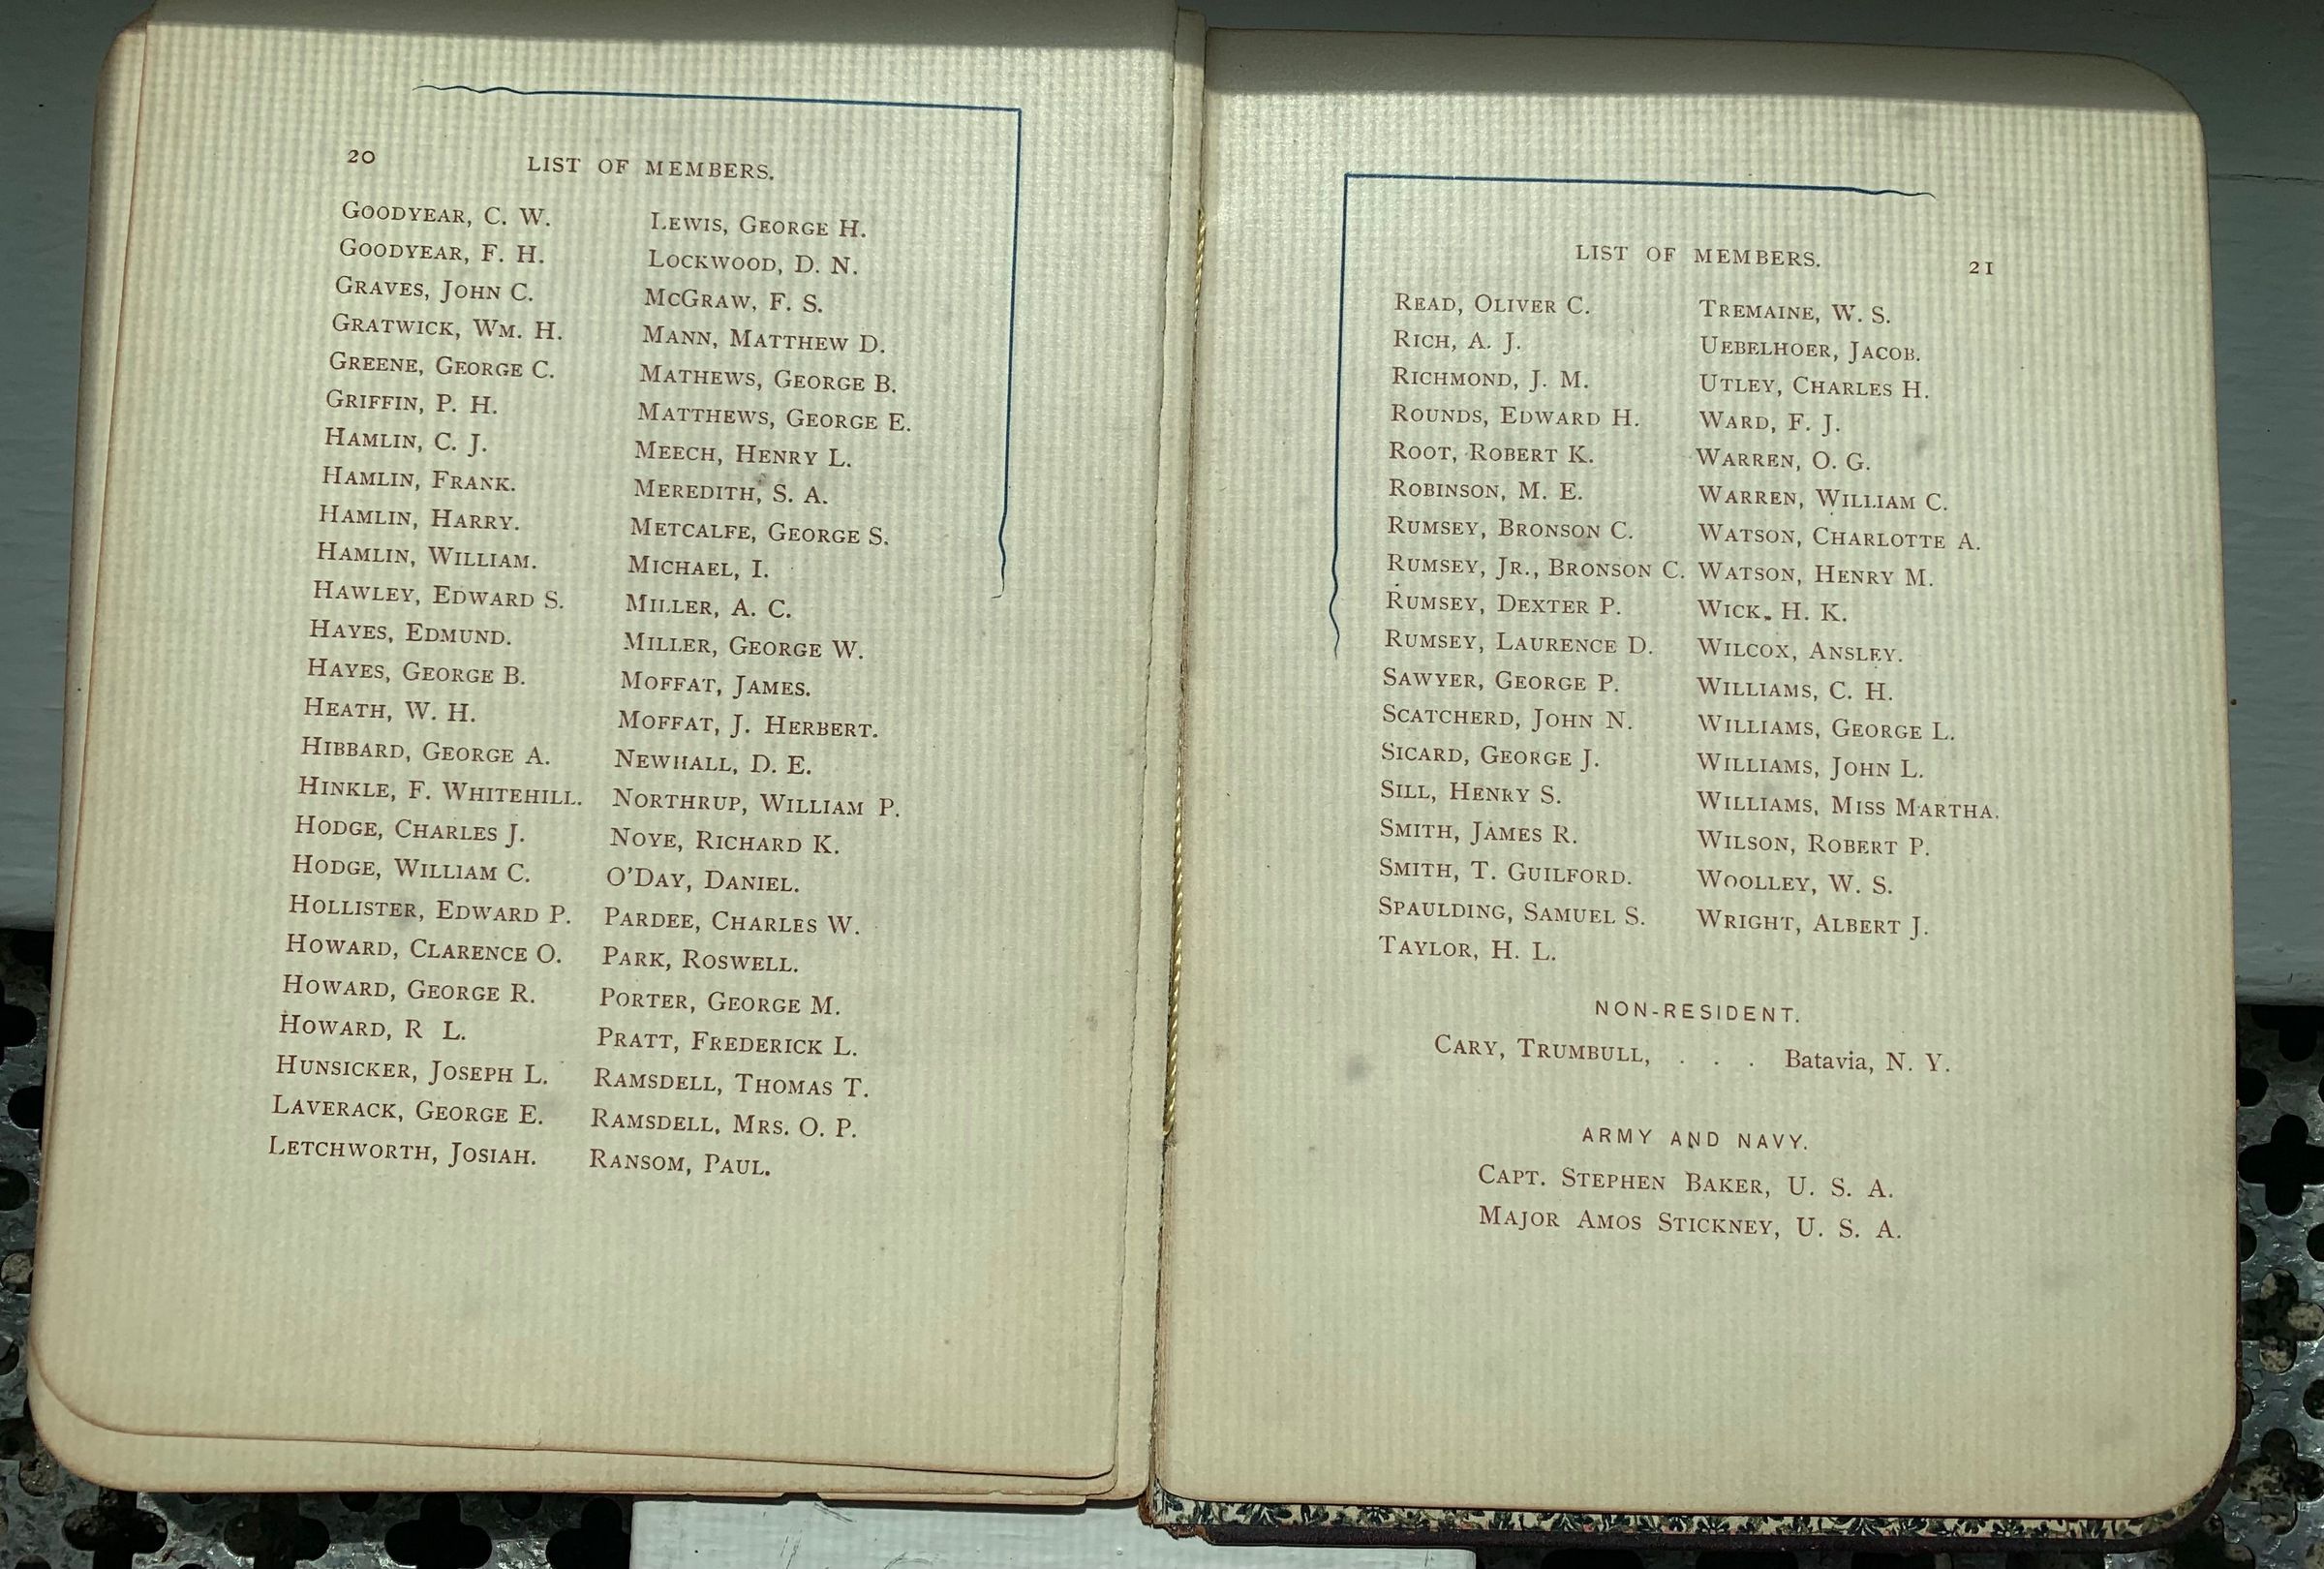 20 LIST OF MEMBERS.
GOODYEAR, C. W.
GOODYEAR, F. H.
GRAVES, JOHN C.
GRATWICK, WM. H.
GREENE, GEORGE C.
GRIFFIN, P. H.
HAMLIN, C. J.
HAMLIN, FRANK.
HAMLIN, HARRY.
HAMLIN, WILLIAM.
HAWLEY, EDWARD S.
HAYES, EDMUND.
HAYES, GEORGE B.
HEATH, W. H.
HIBBARD, GEORGE A.
HINKLE, F. WHITEHILL.
HODGE, CHARLES J.
HODGE, WILLIAM C.
HOLLISTER, EDWARD P.
HOWARD, CLARENCE O.
HOWARD, GEORGE R.
HOWARD, R L.
HUNSICKER, JOSEPH L.
LAVERACK, GEORGE E.
LETCHWORTH, JOSIAH.
LEWIS, GEORGE H.
LOCKWOOD, D. N.
McGRAW, F. S.
MANN, MATTHEW D.
MATHEWS, GEORGE B.
MATTHEWS, GEORGE E.
MEECH, HENRY L.
MEREDITH, S. A.
METCALFE, GEORGE S.
MICHAEL, I.
MILLER, A. C.
MILLER, GEORGE W.
MOFFAT, JAMES.
MOFFAT, J. HERBERT.
NEWHALL, D. E.
NORTHRUP, WILLIAM P.
NOYE, RICHARD K.
O'DAY, DANIEL.
PARDEE, CHARLES W.
PARK, ROSWELL.
PORTER, GEORGE M.
PRATT, FREDERICK L.
RAMSDELL, THOMAS T.
RAMSDELL, MRS. O. P.
RANSOM, PAUL.
LIST OF MEMBERS. 21
READ, OLIVER C.
RICH, A. J.
RICHMOND, J. M.
ROUNDS, EDWARD H.
ROOT, ROBERT K.
ROBINSON, M. E.
RUMSEY, BRONSON C.
RUMSEY, JR., BRONSON C.
RUMSEY, DEXTER P.
RUMSEY, LAURENCE D.
SAWYER, GEORGE P.
SCATCHERD, JOHN N.
SICARD, GEORGE J.
SILL, HENRY S.
SMITH, JAMES R.
SMITH, T. GUILFORD.
SPAULDING, SAMUEL S.
TAYLOR, H. L.
TREMAINE, W. S.
UEBELHOER, JACOB.
UTLEY, CHARLES H.
WARD, F. J.
WARREN, O. G.
WARREN, WILLIAM C.
WATSON, CHARLOTTE A.
WATSON, HENRY M.
WICK, H. K.
WILCOX, ANSLEY.
WILLIAMS, C. H.
WILLIAMS, GEORGE L.
WILLIAMS, JOHN L.
WILLIAMS, MISS MARTHA.
WILSON, ROBERT P.
WOOLLEY, W. S.
WRIGHT, ALBERT J.
NON-RESIDENT.
CARY, TRUMBULL, . . . Batavia, N. Y.
ARMY AND NAVY.
CAPT. STEPHEN BAKER, U. S. A.
MAJOR AMOS STICKNEY, U. S. A.